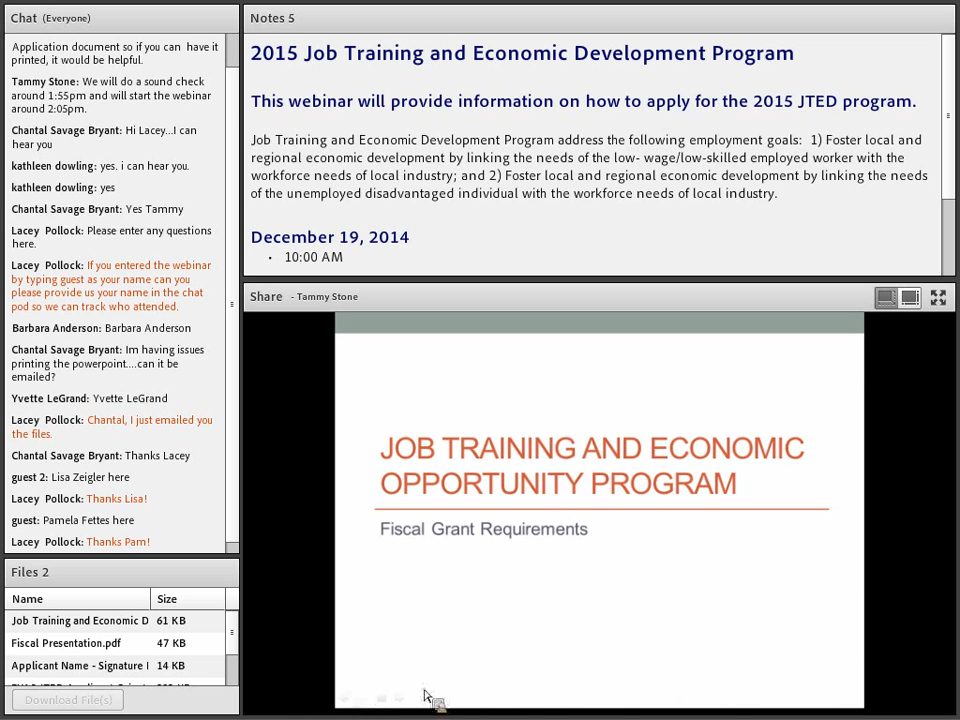 Chat (Everyone)
Application document so if you can have it
printed, it would be helpful.
Tammy Stone: We will do a sound check
around 1:55pm and will start the webinar
around 2:05pm.
Chantal Savage Bryant: Hi Lacey...I can
hear you
kathleen dowling: yes. i can hear you.
kathleen dowling: yes
Chantal Savage Bryant: Yes Tammy
Lacey Pollock: Please enter any questions
here.
Lacey Pollock: If you entered the webinar
by typing guest as your name can you
please provide us your name in the chat
pod so we can track who attended.
Barbara Anderson: Barbara Anderson
Chantal Savage Bryant: Im having issues
printing the powerpoint....can it be
emailed?
Yvette LeGrand: Yvette LeGrand
Lacey Pollock: Chantal, I just emailed you
the files.
Chantal Savage Bryant: Thanks Lacey
guest 2: Lisa Zeigler here
Lacey Pollock: Thanks Lisa!
guest: Pamela Fettes here
Lacey Pollock: Thanks Pam!
Files 2
Name Size
Job Training and Economic D 61 KB
Fiscal Presentation.pdf 47 KB
Applicant Name - Signature 14 KB
Download File(s)
Notes 5
2015 Job Training and Economic Development Program
This webinar will provide information on how to apply for the 2015 JTED program.
Job Training and Economic Development Program address the following employment goals: 1) Foster local and
regional economic development by linking the needs of the low- wage/low-skilled employed worker with the
workforce needs of local industry; and 2) Foster local and regional economic development by linking the needs
of the unemployed disadvantaged individual with the workforce needs of local industry.
December 19, 2014
• 10:00 AM
Share - Tammy Stone
JOB TRAINING AND ECONOMIC
OPPORTUNITY PROGRAM
Fiscal Grant Requirements